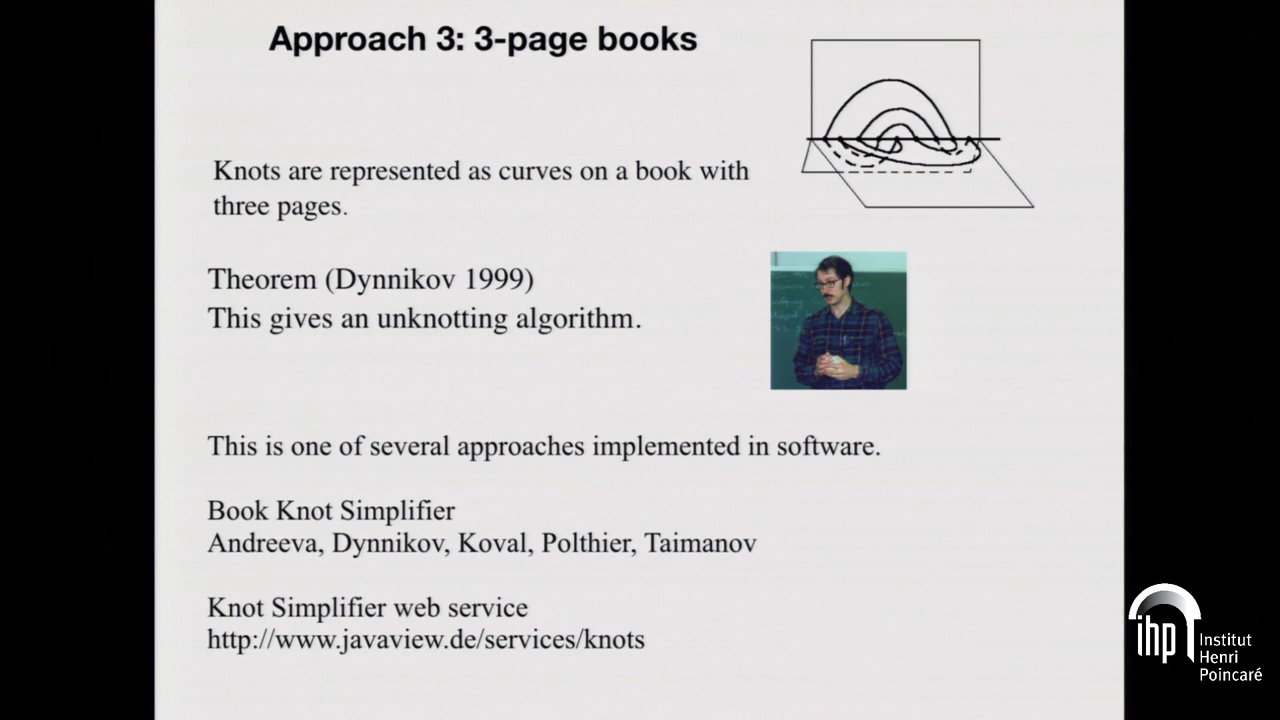 Approach 3: 3-page books
Knots are represented as curves on a book with
three pages.
Theorem (Dynnikov 1999)
This gives an unknotting algorithm.
This is one of several approaches implemented in software.
Book Knot Simplifier
Andreeva, Dynnikov, Koval, Polthier, Taimanov
Knot Simplifier web service
http://www.javaview.de/services/knots
ihp
Institut
Henri
Poincaré